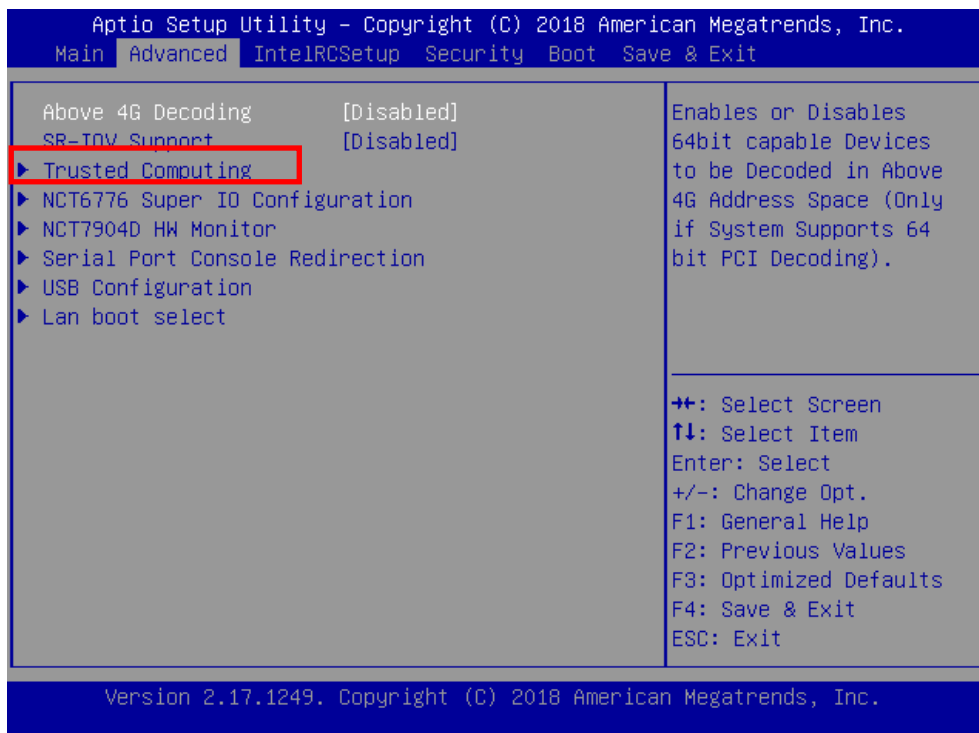 Aptio Setup Utility – Copyright (C) 2018 American Megatrends, Inc.
Main Advanced IntelRCSetup Security Boot Save & Exit
Above 4G Decoding [Disabled]
SR-IOV Support [Disabled]
Trusted Computing
NCT6776 Super IO Configuration
NCT7904D HW Monitor
Serial Port Console Redirection
USB Configuration
Lan boot select
Enables or Disables
64bit capable Devices
to be Decoded in Above
4G Address Space (Only
if System Supports 64
bit PCI Decoding).
→←: Select Screen
↑↓: Select Item
Enter: Select
+/-: Change Opt.
F1: General Help
F2: Previous Values
F3: Optimized Defaults
F4: Save & Exit
ESC: Exit
Version 2.17.1249. Copyright (C) 2018 American Megatrends, Inc.